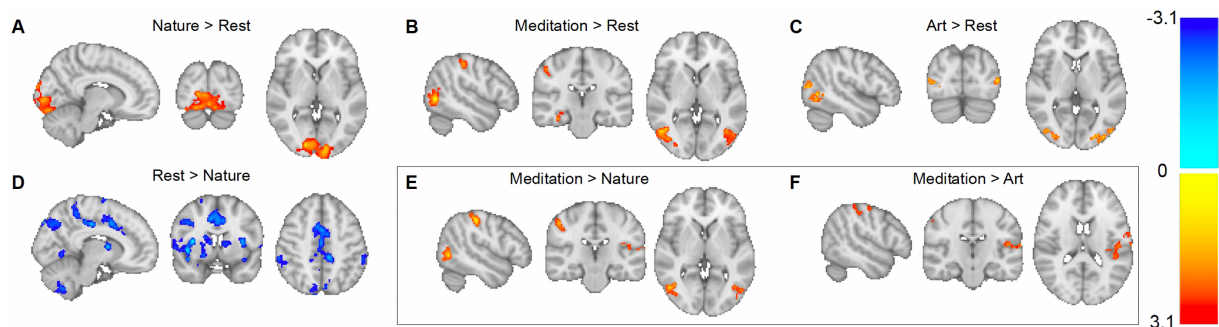 A Nature > Rest
B Meditation > Rest
C Art > Rest
-3.1
D Rest > Nature
E Meditation > Nature
F Meditation > Art
0
3.1